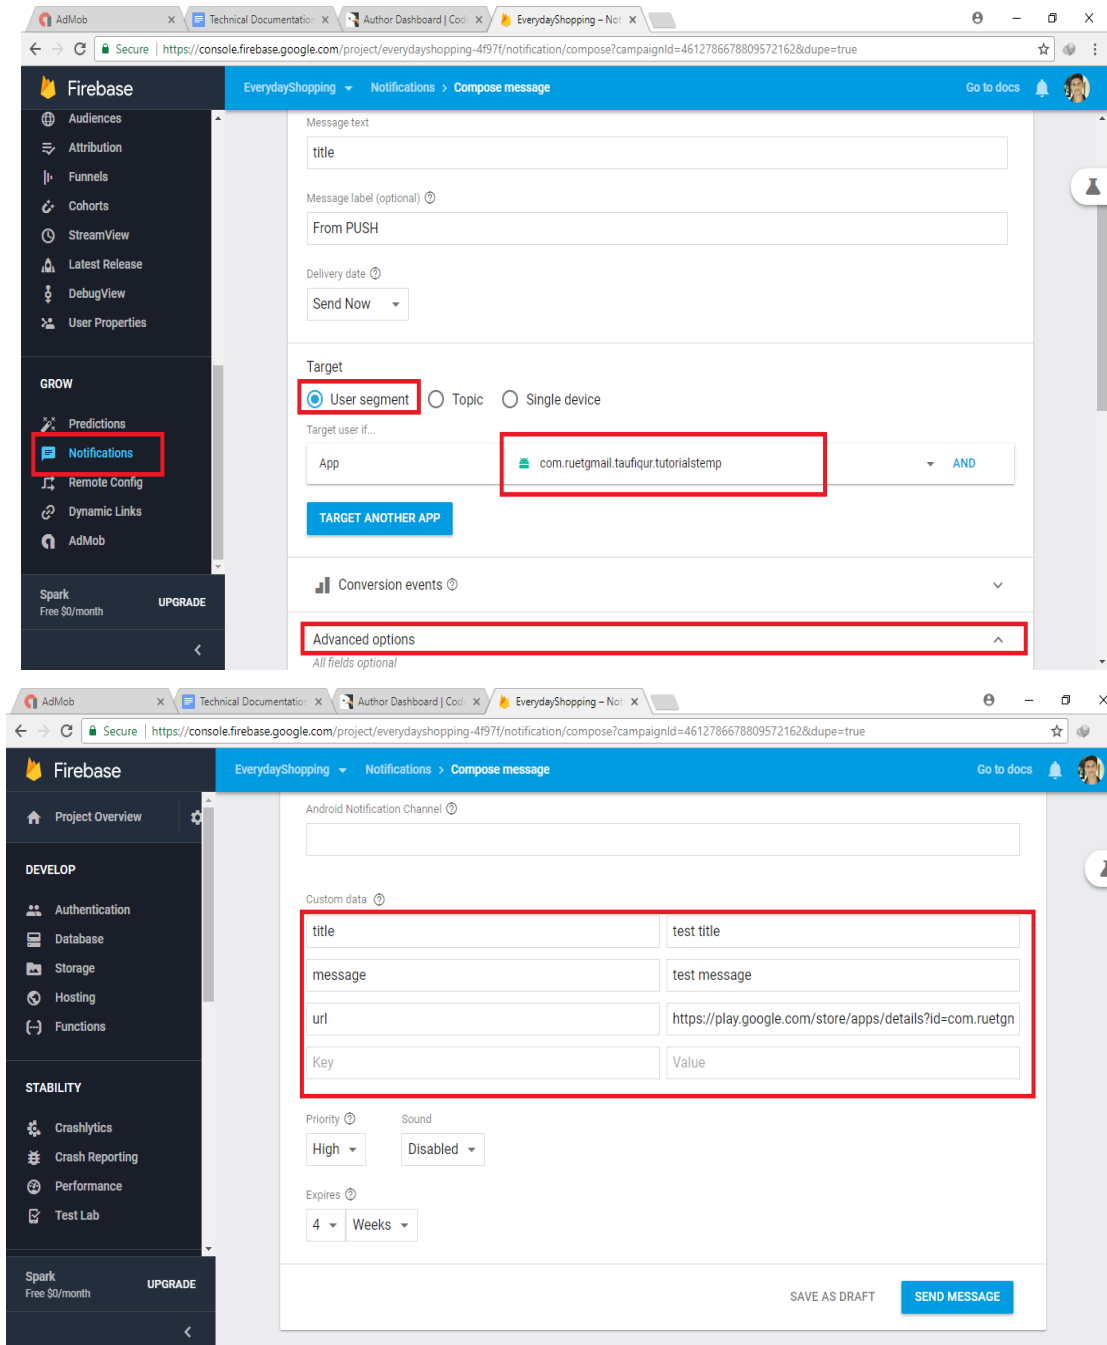 AdMob
Technical Documentation
Author Dashboard | Code
EverydayShopping – Not
Secure | https://console.firebase.google.com/project/everydayshopping-4f97f/notification/compose?campaignId=4612786678809572162&dupe=true
Firebase
EverydayShopping
Notifications > Compose message
Go to docs
Audiences
Attribution
Funnels
Cohorts
StreamView
Latest Release
DebugView
User Properties
GROW
Predictions
Notifications
Remote Config
Dynamic Links
AdMob
Spark
Free $0/month
UPGRADE
Message text
title
Message label (optional)
From PUSH
Delivery date
Send Now
Target
User segment
Topic
Single device
Target user if...
App
com.ruetgmail.taufiqur.tutorialstemp
AND
TARGET ANOTHER APP
Conversion events
Advanced options
All fields optional
AdMob
Technical Documentation
Author Dashboard | Code
EverydayShopping – Not
Secure | https://console.firebase.google.com/project/everydayshopping-4f97f/notification/compose?campaignId=4612786678809572162&dupe=true
Firebase
EverydayShopping
Notifications > Compose message
Go to docs
Project Overview
DEVELOP
Authentication
Database
Storage
Hosting
Functions
STABILITY
Crashlytics
Crash Reporting
Performance
Test Lab
Spark
Free $0/month
UPGRADE
Android Notification Channel
Custom data
title
test title
message
test message
url
https://play.google.com/store/apps/details?id=com.ruetgn
Key
Value
Priority
Sound
High
Disabled
Expires
4
Weeks
SAVE AS DRAFT
SEND MESSAGE